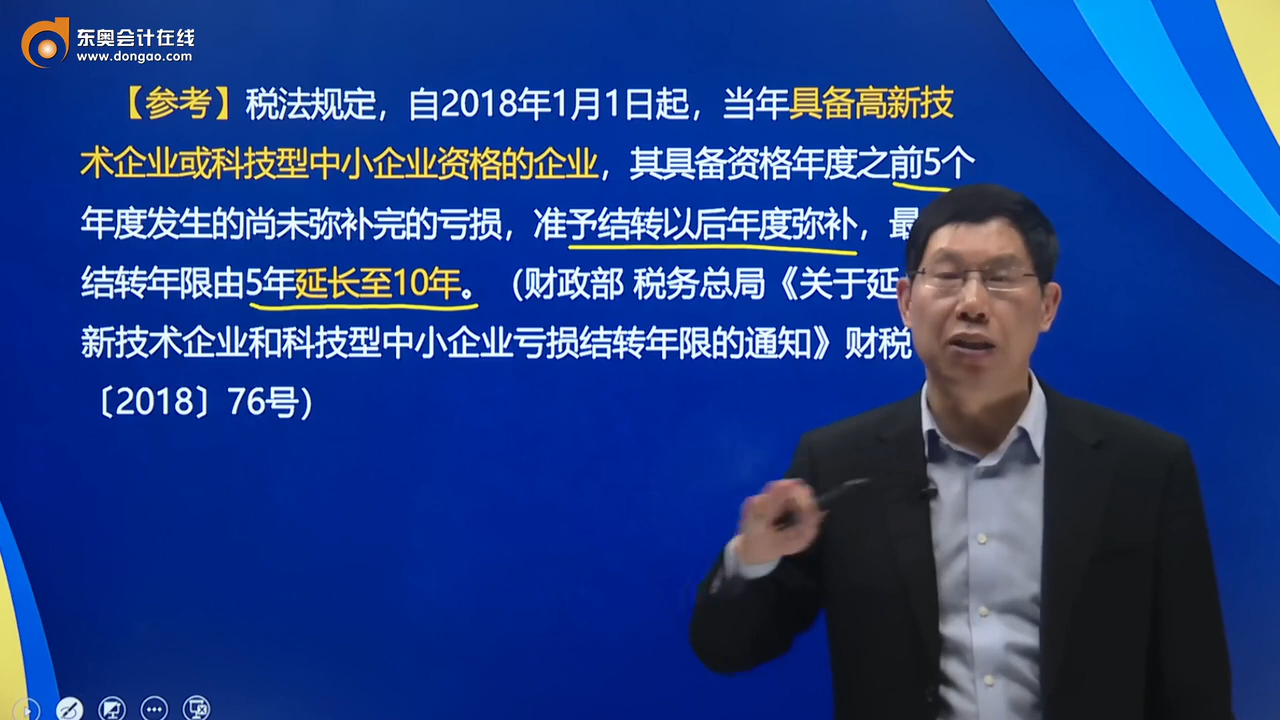 东奥会计在线
www.dongao.com
【参考】税法规定，自2018年1月1日起，当年具备高新技
术企业或科技型中小企业资格的企业，其具备资格年度之前5个
年度发生的尚未弥补完的亏损，准予结转以后年度弥补，最
结转年限由5年延长至10年。（财政部 税务总局《关于延
新技术企业和科技型中小企业亏损结转年限的通知》财税
〔2018〕76号）